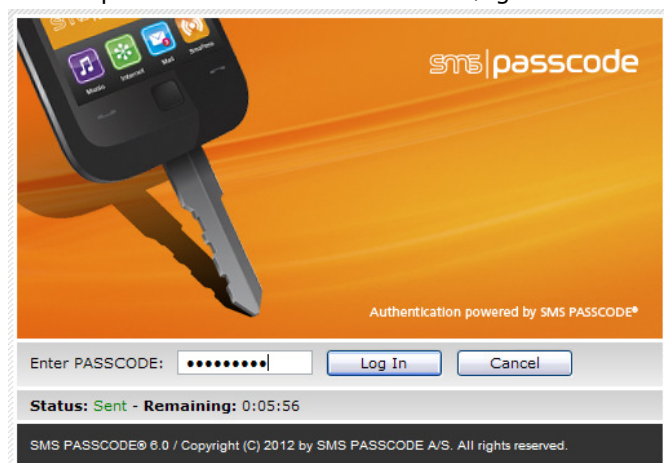 Music
Internet
Mail
sms|passcode
Authentication powered by SMS PASSCODE®
Enter PASSCODE:
●●●●●●●●●
Log In
Cancel
Status: Sent - Remaining: 0:05:56
SMS PASSCODE® 6.0 / Copyright (C) 2012 by SMS PASSCODE A/S. All rights reserved.